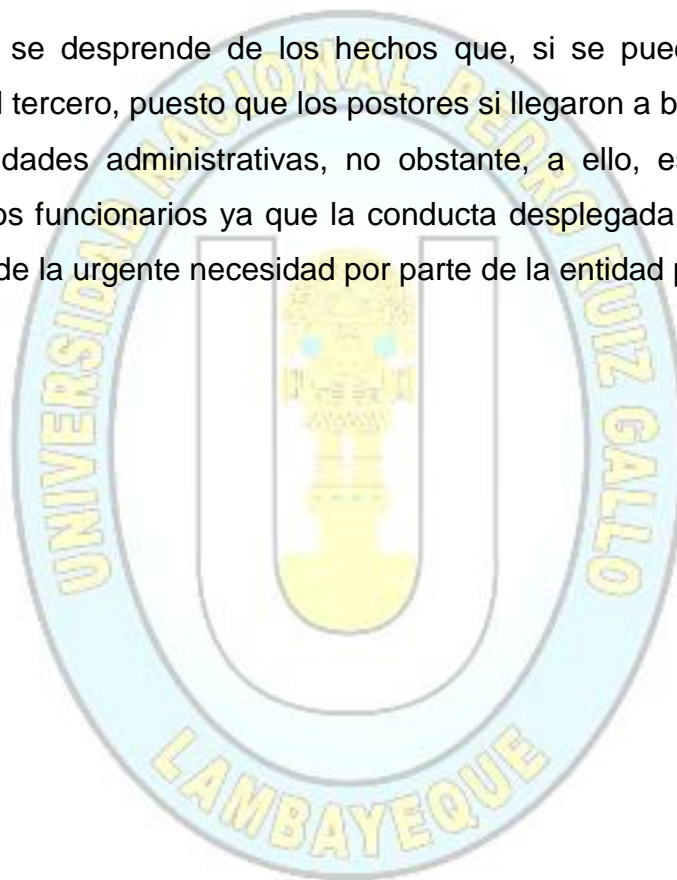 se desprende de los hechos que, si se
l tercero, puesto que los postores si llegaron a b
dades administrativas, no obstante, a ello, es
os funcionarios ya que la conducta desplegada
de la urgente necesidad por parte de la entidad p
UNIVERSIDAD NACIONAL PEDRO RUIZ GALLO
LAMBAYEQUE